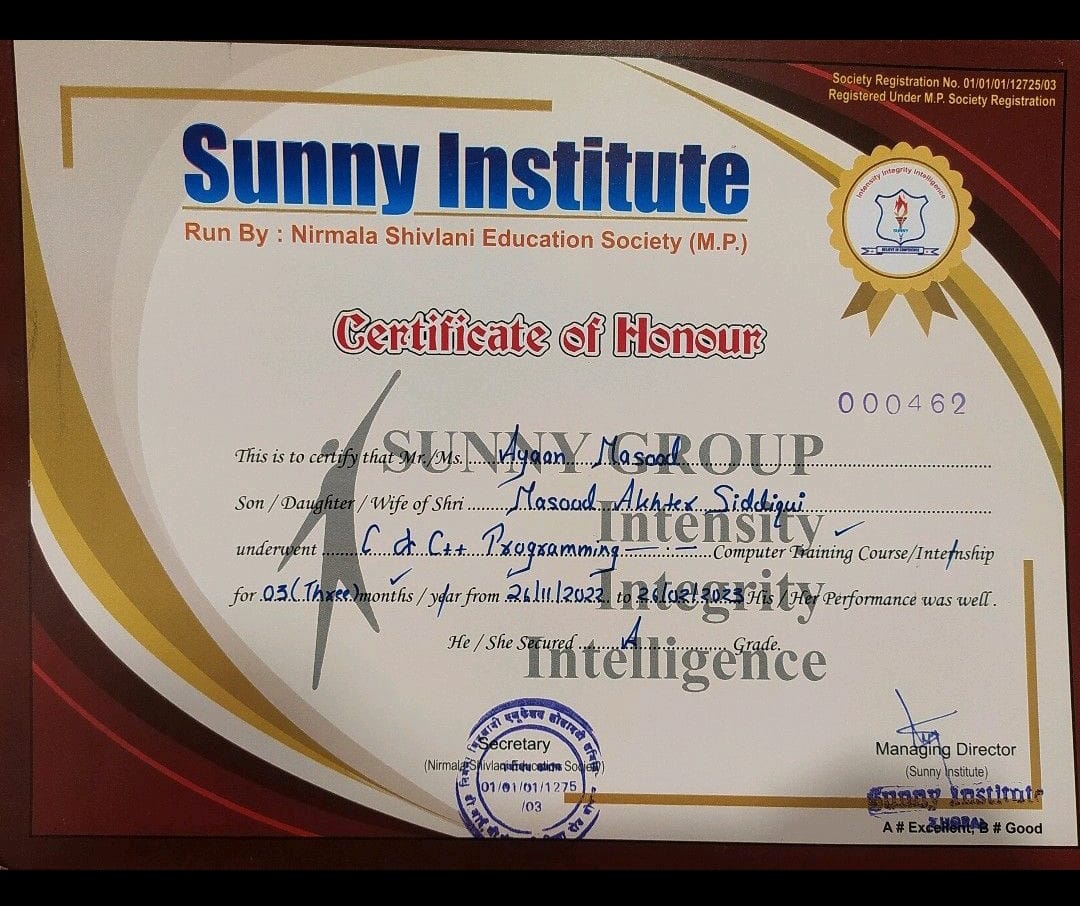 Society Registration No. 01/01/01/12725/03
Registered Under M.P. Society Registration
Sunny Institute
Run By : Nirmala Shivlani Education Society (M.P.)
Intensity Integrity Intelligence
SUNNY
Certificate of Honour
000462
SUNNY GROUP
This is to certify that Mr./Ms. Ayaan Masood
Son / Daughter / Wife of Shri Masood Akhter Siddiqui
Intensity
underwent C & C++ Programming Computer Training Course/Internship
Integrity
for 03 (Three) months / year from 26/11/2022 to 26/02/2023 His / Her Performance was well .
He / She Secured A Grade.
Intelligence
Secretary
(Nirmala Shivlani Education Society)
01/01/01/1275
/03
Managing Director
(Sunny Institute)
Sunny Institute
A # Excellent, B # Good